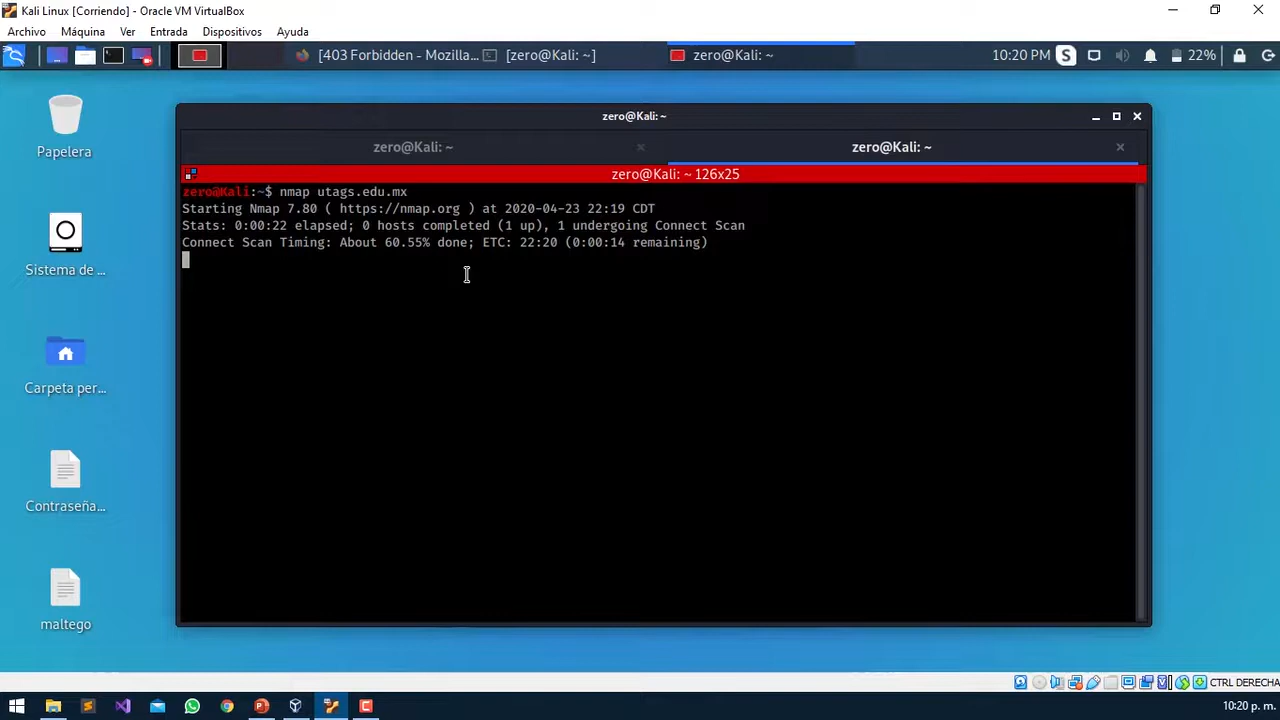 Kali Linux [Corriendo] - Oracle VM VirtualBox
Archivo Máquina Ver Entrada Dispositivos Ayuda
[403 Forbidden - Mozilla... [zero@Kali: ~] zero@Kali: ~ 10:20 PM S 22%
Papelera
Sistema de ...
Carpeta per...
Contraseña...
maltego
zero@Kali: ~
zero@Kali: ~ zero@Kali: ~
zero@Kali: ~ 126x25
zero@Kali:~$ nmap utags.edu.mx
Starting Nmap 7.80 ( https://nmap.org ) at 2020-04-23 22:19 CDT
Stats: 0:00:22 elapsed; 0 hosts completed (1 up), 1 undergoing Connect Scan
Connect Scan Timing: About 60.55% done; ETC: 22:20 (0:00:14 remaining)
CTRL DERECHA
10:20 p. m.